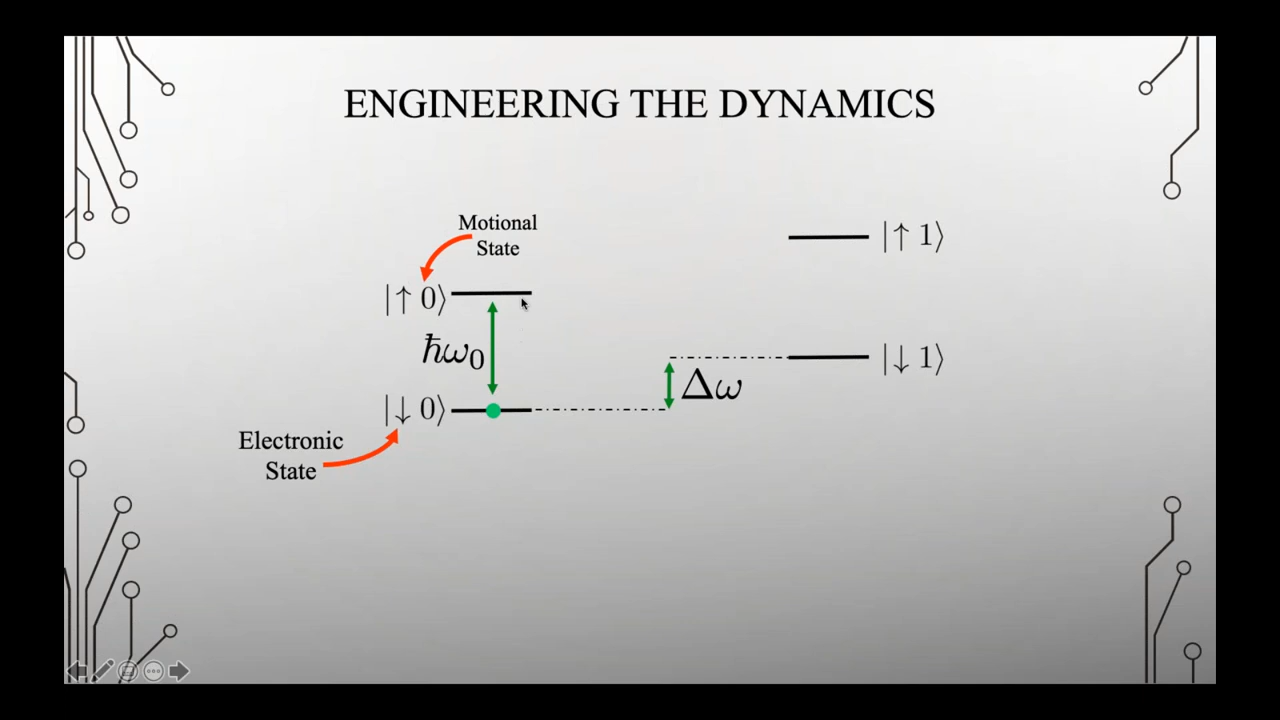 ENGINEERING THE DYNAMICS
Motional
State
|↑ 1⟩
|↑ 0⟩
ħω₀
|↓ 1⟩
Δω
|↓ 0⟩
Electronic
State